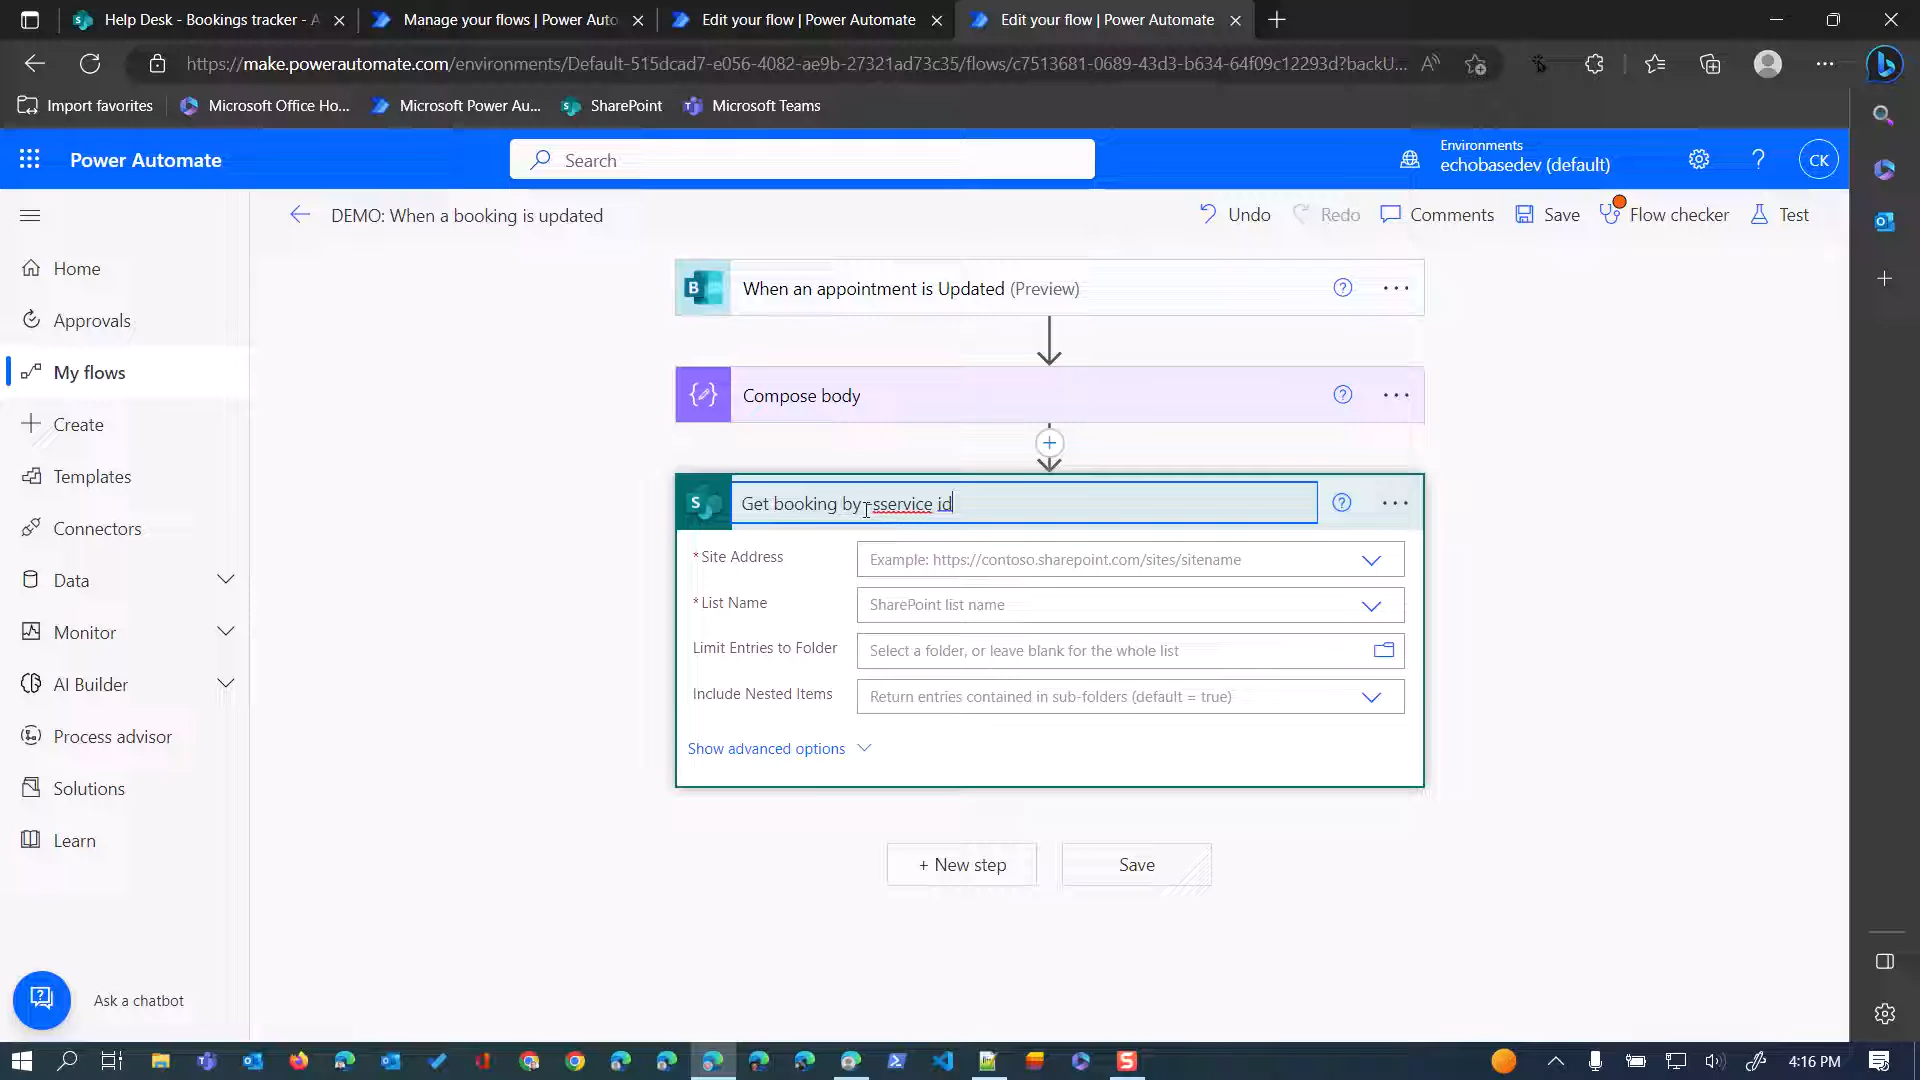 Help Desk - Bookings tracker - A
Manage your flows | Power Auto
Edit your flow | Power Automate
Edit your flow | Power Automate
https://make.powerautomate.com/environments/Default-515dcad7-e056-4082-ae9b-27321ad73c35/flows/c7513681-0689-43d3-b634-64f09c12293d?backU...
Import favorites
Microsoft Office Ho...
Microsoft Power Au...
SharePoint
Microsoft Teams
Power Automate
Search
Environments
echobasedev (default)
CK
DEMO: When a booking is updated
Undo
Redo
Comments
Save
Flow checker
Test
Home
Approvals
My flows
Create
Templates
Connectors
Data
Monitor
AI Builder
Process advisor
Solutions
Learn
Ask a chatbot
When an appointment is Updated (Preview)
Compose body
Get booking by sservice id
* Site Address
Example: https://contoso.sharepoint.com/sites/sitename
* List Name
SharePoint list name
Limit Entries to Folder
Select a folder, or leave blank for the whole list
Include Nested Items
Return entries contained in sub-folders (default = true)
Show advanced options
+ New step
Save
4:16 PM